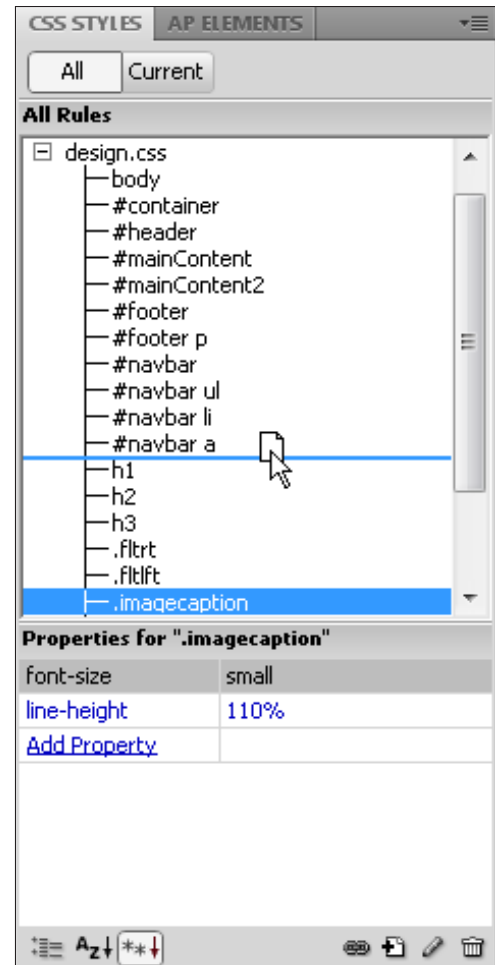 CSS STYLES AP ELEMENTS
All Current
All Rules
design.css
body
#container
#header
#mainContent
#mainContent2
#footer
#footer p
#navbar
#navbar ul
#navbar li
#navbar a
h1
h2
h3
.fltrt
.fltlft
.imagecaption
Properties for ".imagecaption"
font-size small
line-height 110%
Add Property
AZ